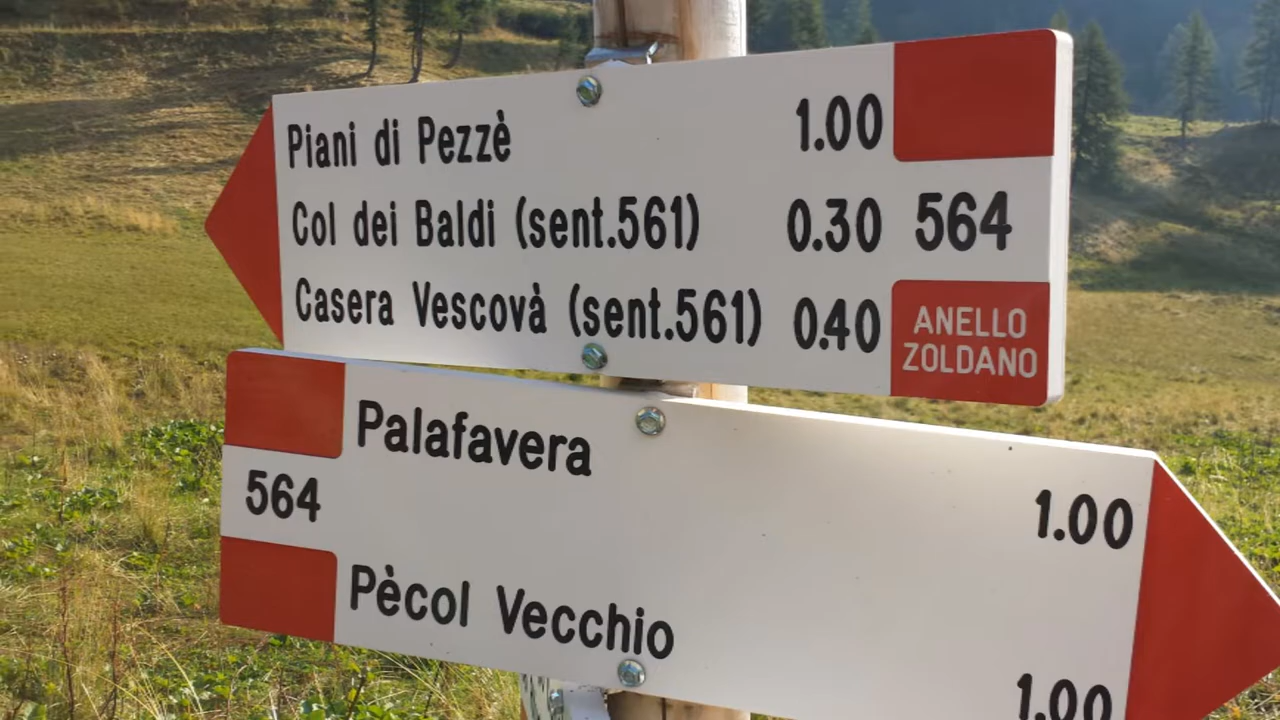 Piani di Pezzè 1.00
Col dei Baldi (sent.561) 0.30 564
Casera Vescovà (sent.561) 0.40
ANELLO
ZOLDANO
Palafavera 1.00
564
Pècol Vecchio 1.00